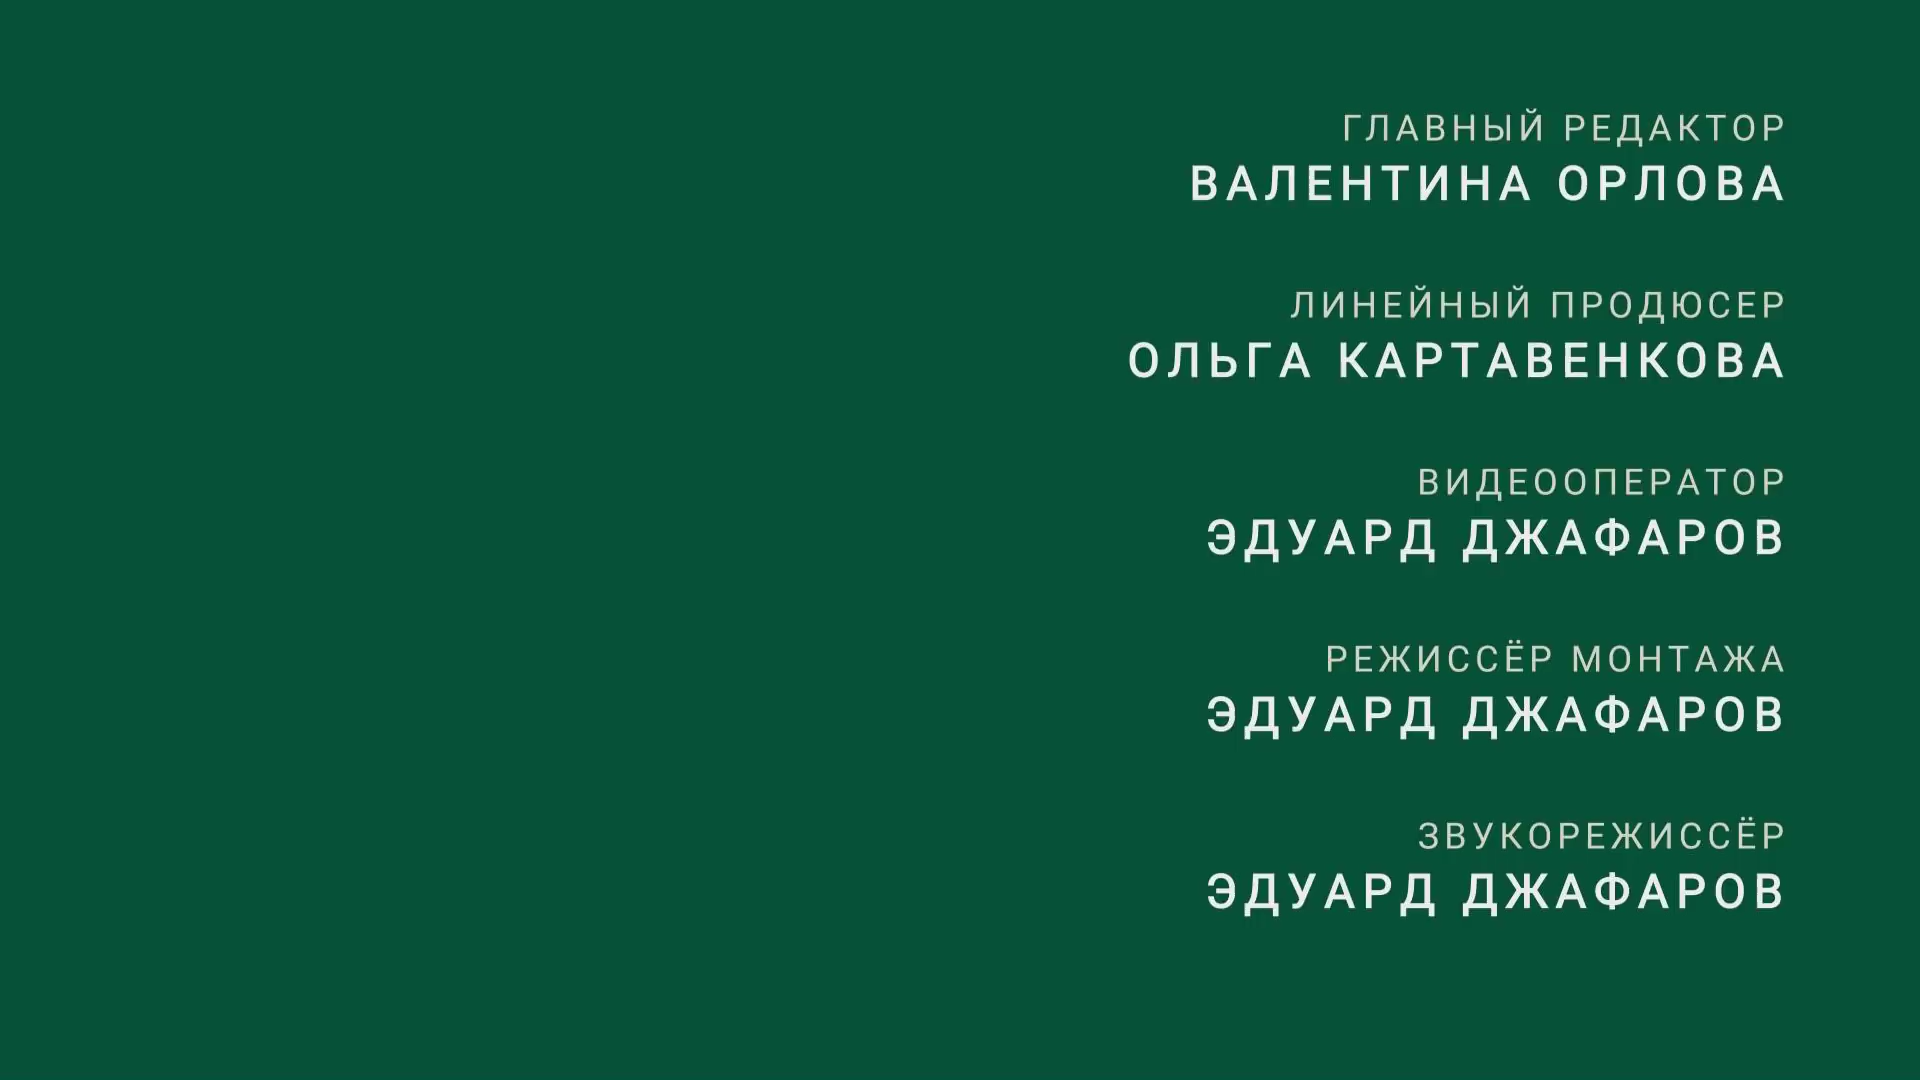 ГЛАВНЫЙ РЕДАКТОР
ВАЛЕНТИНА ОРЛОВА
ЛИНЕЙНЫЙ ПРОДЮСЕР
ОЛЬГА КАРТАВЕНКОВА
ВИДЕООПЕРАТОР
ЭДУАРД ДЖАФАРОВ
РЕЖИССЁР МОНТАЖА
ЭДУАРД ДЖАФАРОВ
ЗВУКОРЕЖИССЁР
ЭДУАРД ДЖАФАРОВ